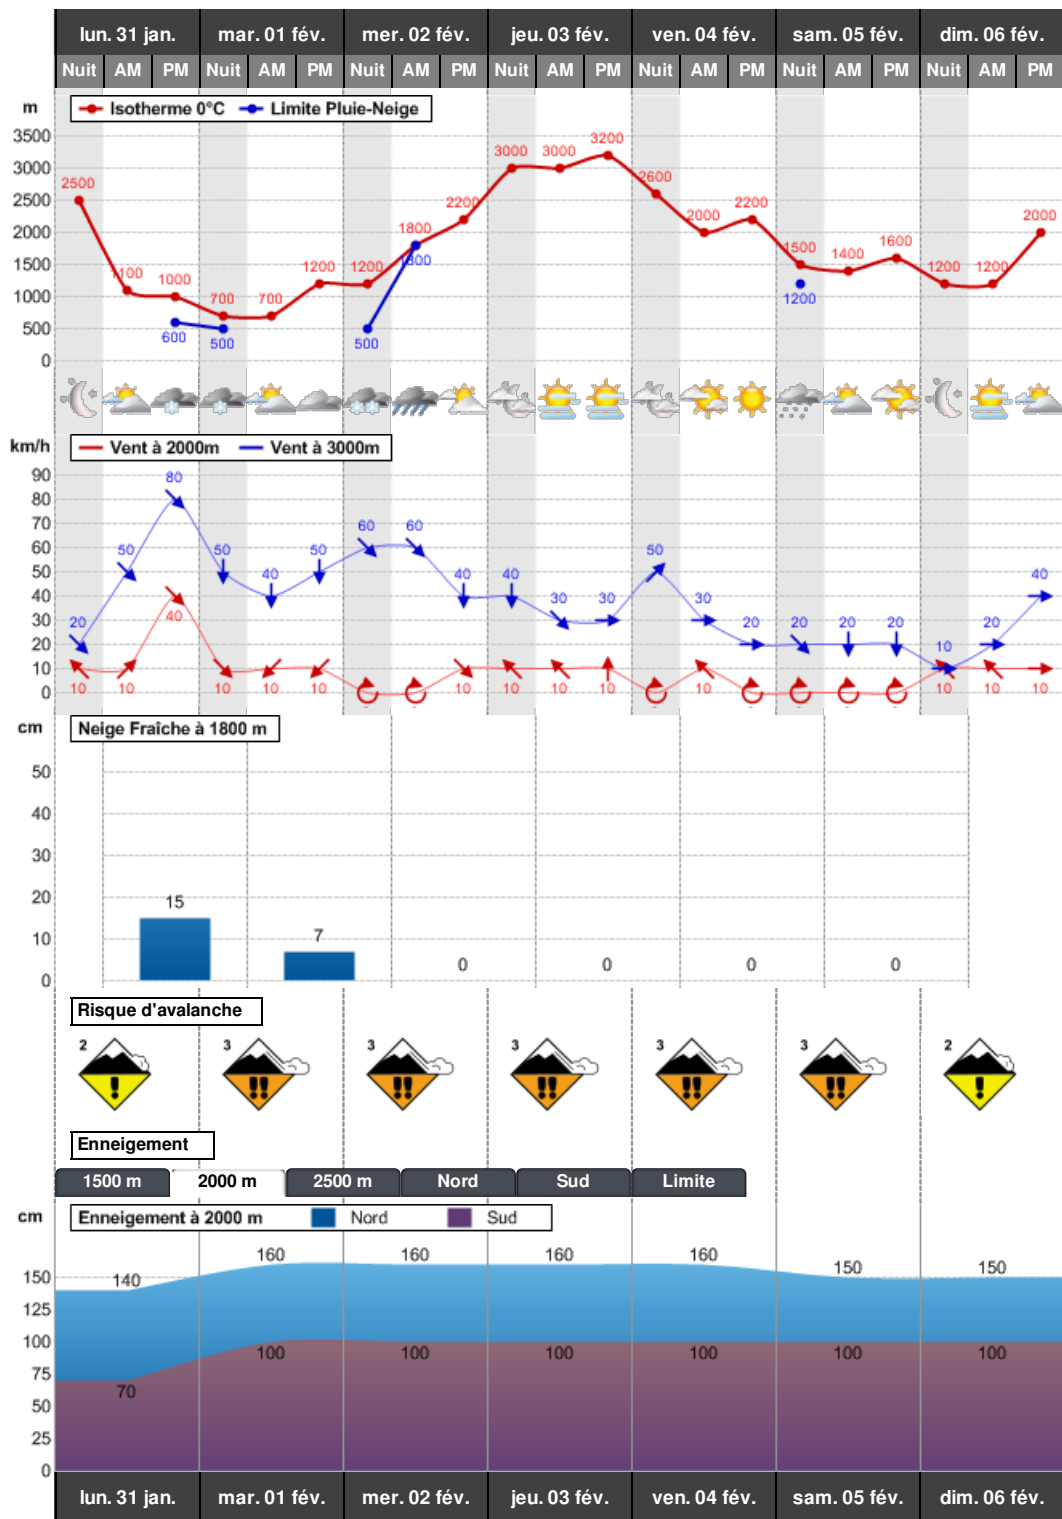 lun. 31 jan. mar. 01 fév. mer. 02 fév. jeu. 03 fév. ven. 04 fév. sam. 05 fév. dim. 06 fév.
Nuit AM PM Nuit AM PM Nuit AM PM Nuit AM PM Nuit AM PM Nuit AM PM Nuit AM PM
m Isotherme 0°C Limite Pluie-Neige
3500
3000
2500
2000
1500
1000
500
0
2500 1100 1000 700 700 1200 1200 1800 2200 3000 3000 3200 2600 2000 2200 1500 1400 1600 1200 1200 2000
600 500 500 1800 1200
km/h Vent à 2000m Vent à 3000m
90
80
70
60
50
40
30
20
10
0
20 50 80 50 40 50 60 60 40 40 30 30 50 30 20 20 20 20 10 20 40
10 10 40 10 10 10 10 10 10 10 10 10 10 10
cm Neige Fraîche à 1800 m
50
40
30
20
10
0
15 7 0 0 0 0
Risque d'avalanche
2 3 3 3 3 3 2
Enneigement
1500 m 2000 m 2500 m Nord Sud Limite
cm Enneigement à 2000 m Nord Sud
150
125
100
75
50
25
0
140 160 160 160 160 150 150
70 100 100 100 100 100 100
lun. 31 jan. mar. 01 fév. mer. 02 fév. jeu. 03 fév. ven. 04 fév. sam. 05 fév. dim. 06 fév.